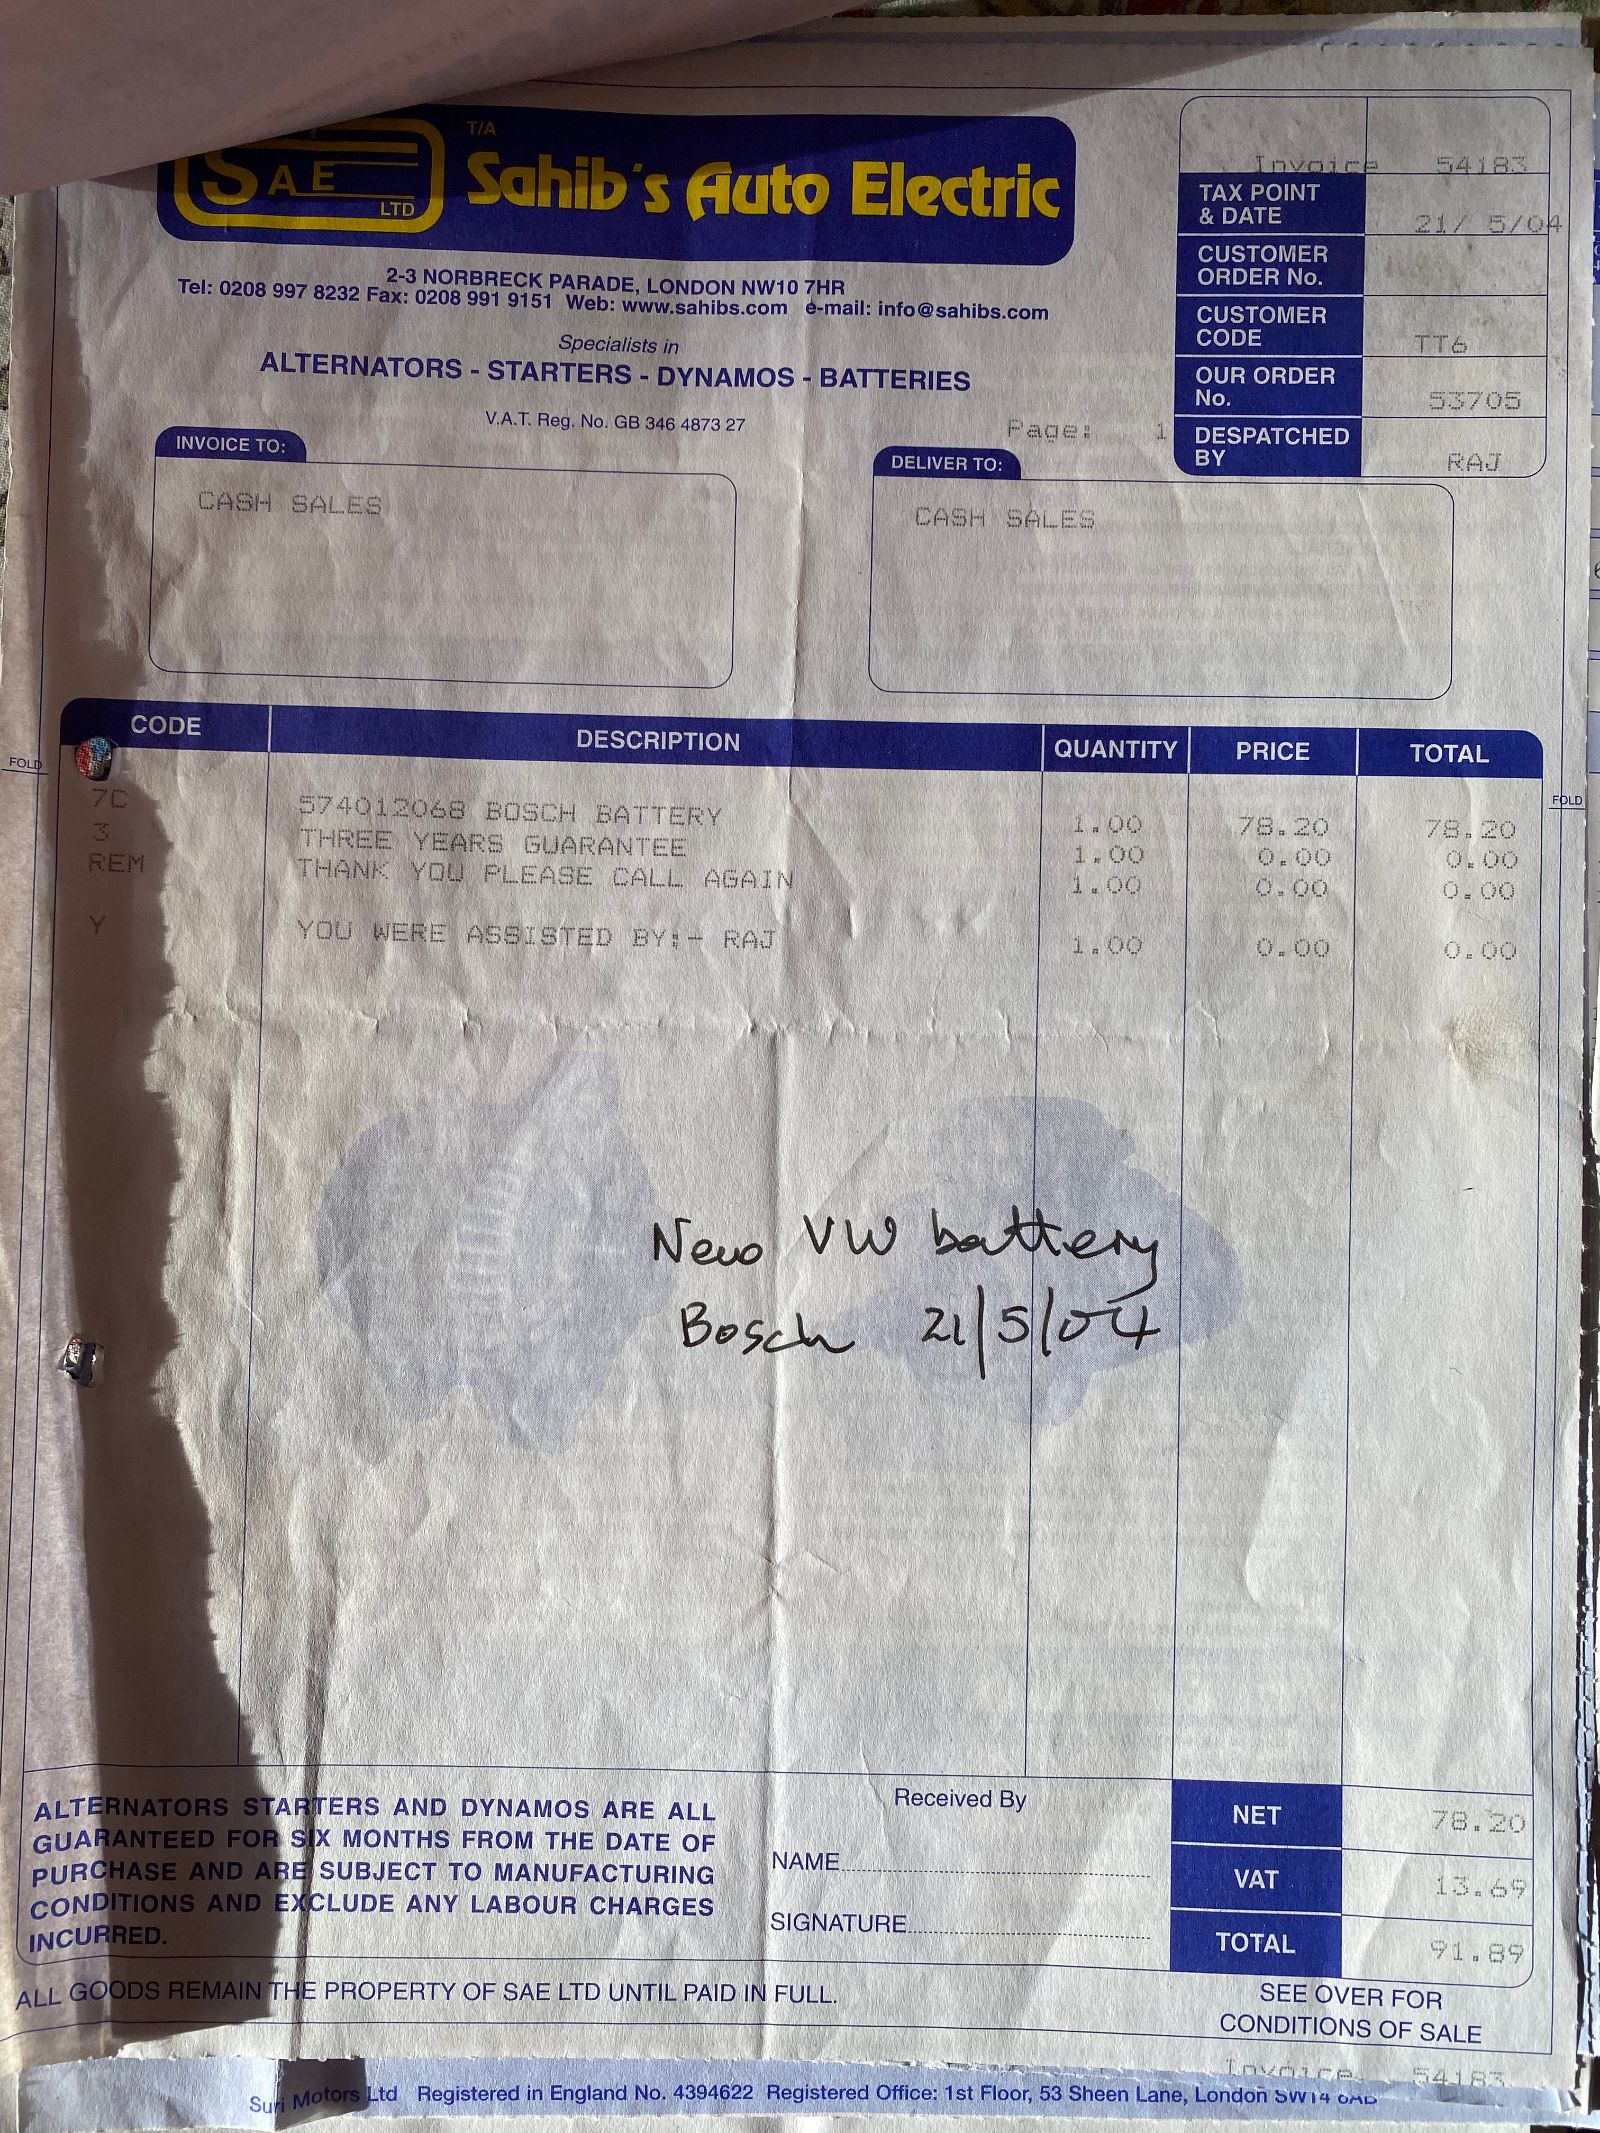 T/A
SAE LTD
Sahib's Auto Electric
2-3 NORBRECK PARADE, LONDON NW10 7HR
Tel: 0208 997 8232 Fax: 0208 991 9151 Web: www.sahibs.com e-mail: info@sahibs.com
Specialists in
ALTERNATORS - STARTERS - DYNAMOS - BATTERIES
V.A.T. Reg. No. GB 346 4873 27
Invoice 54183
TAX POINT
& DATE 21/ 5/04
CUSTOMER
ORDER No.
CUSTOMER
CODE TT6
OUR ORDER
No. 53705
Page: 1
DESPATCHED
BY RAJ
INVOICE TO:
CASH SALES
DELIVER TO:
CASH SALES
CODE DESCRIPTION QUANTITY PRICE TOTAL
FOLD
FOLD
7C 574012068 BOSCH BATTERY 1.00 78.20 78.20
3 THREE YEARS GUARANTEE 1.00 0.00 0.00
REM THANK YOU PLEASE CALL AGAIN 1.00 0.00 0.00
Y YOU WERE ASSISTED BY:- RAJ 1.00 0.00 0.00
New VW battery
Bosch 21/5/04
ALTERNATORS STARTERS AND DYNAMOS ARE ALL
GUARANTEED FOR SIX MONTHS FROM THE DATE OF
PURCHASE AND ARE SUBJECT TO MANUFACTURING
CONDITIONS AND EXCLUDE ANY LABOUR CHARGES
INCURRED.
Received By
NAME
SIGNATURE
NET 78.20
VAT 13.69
TOTAL 91.89
ALL GOODS REMAIN THE PROPERTY OF SAE LTD UNTIL PAID IN FULL.
SEE OVER FOR
CONDITIONS OF SALE
Invoice 54183
Suri Motors Ltd Registered in England No. 4394622 Registered Office: 1st Floor, 53 Sheen Lane, London SW14 8AB